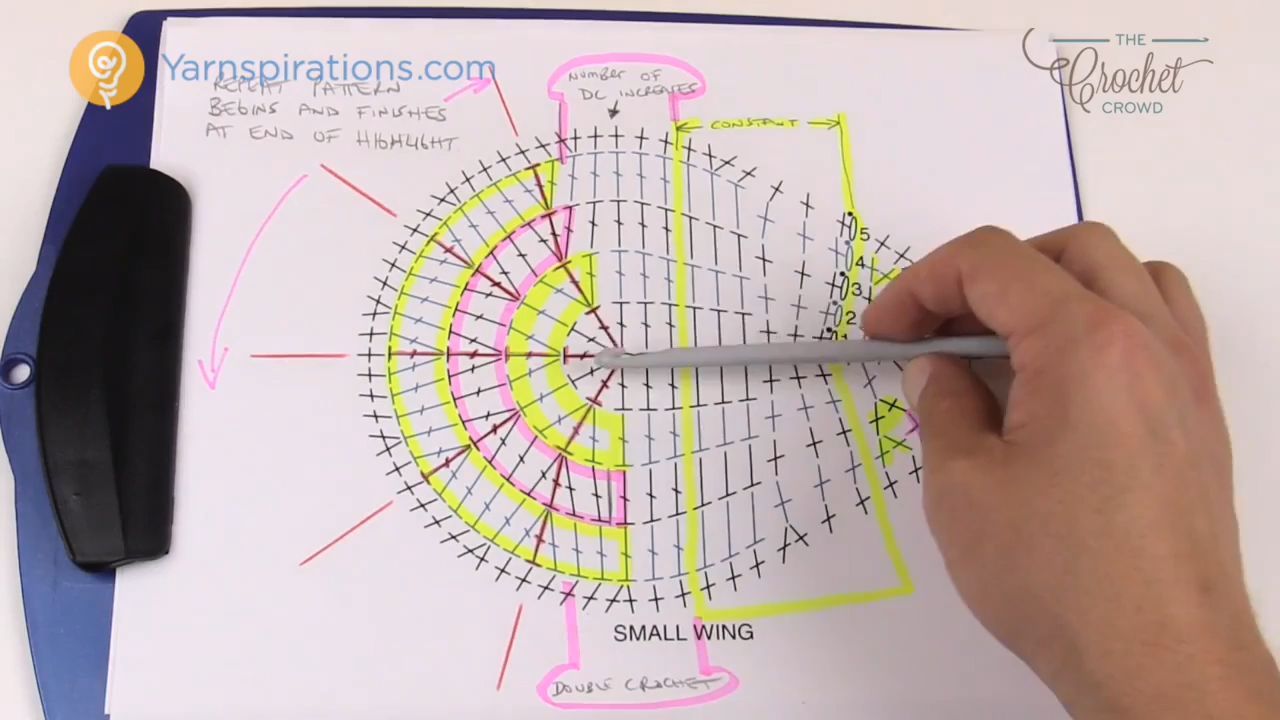 Yarnspirations.com
THE
Crochet
CROWD
REPEAT PATTERN
BEGINS AND FINISHES
AT END OF HIGHLIGHT
NUMBER OF
DC INCREASES
CONSTANT
5
4
3
2
1
SMALL WING
DOUBLE CROCHET